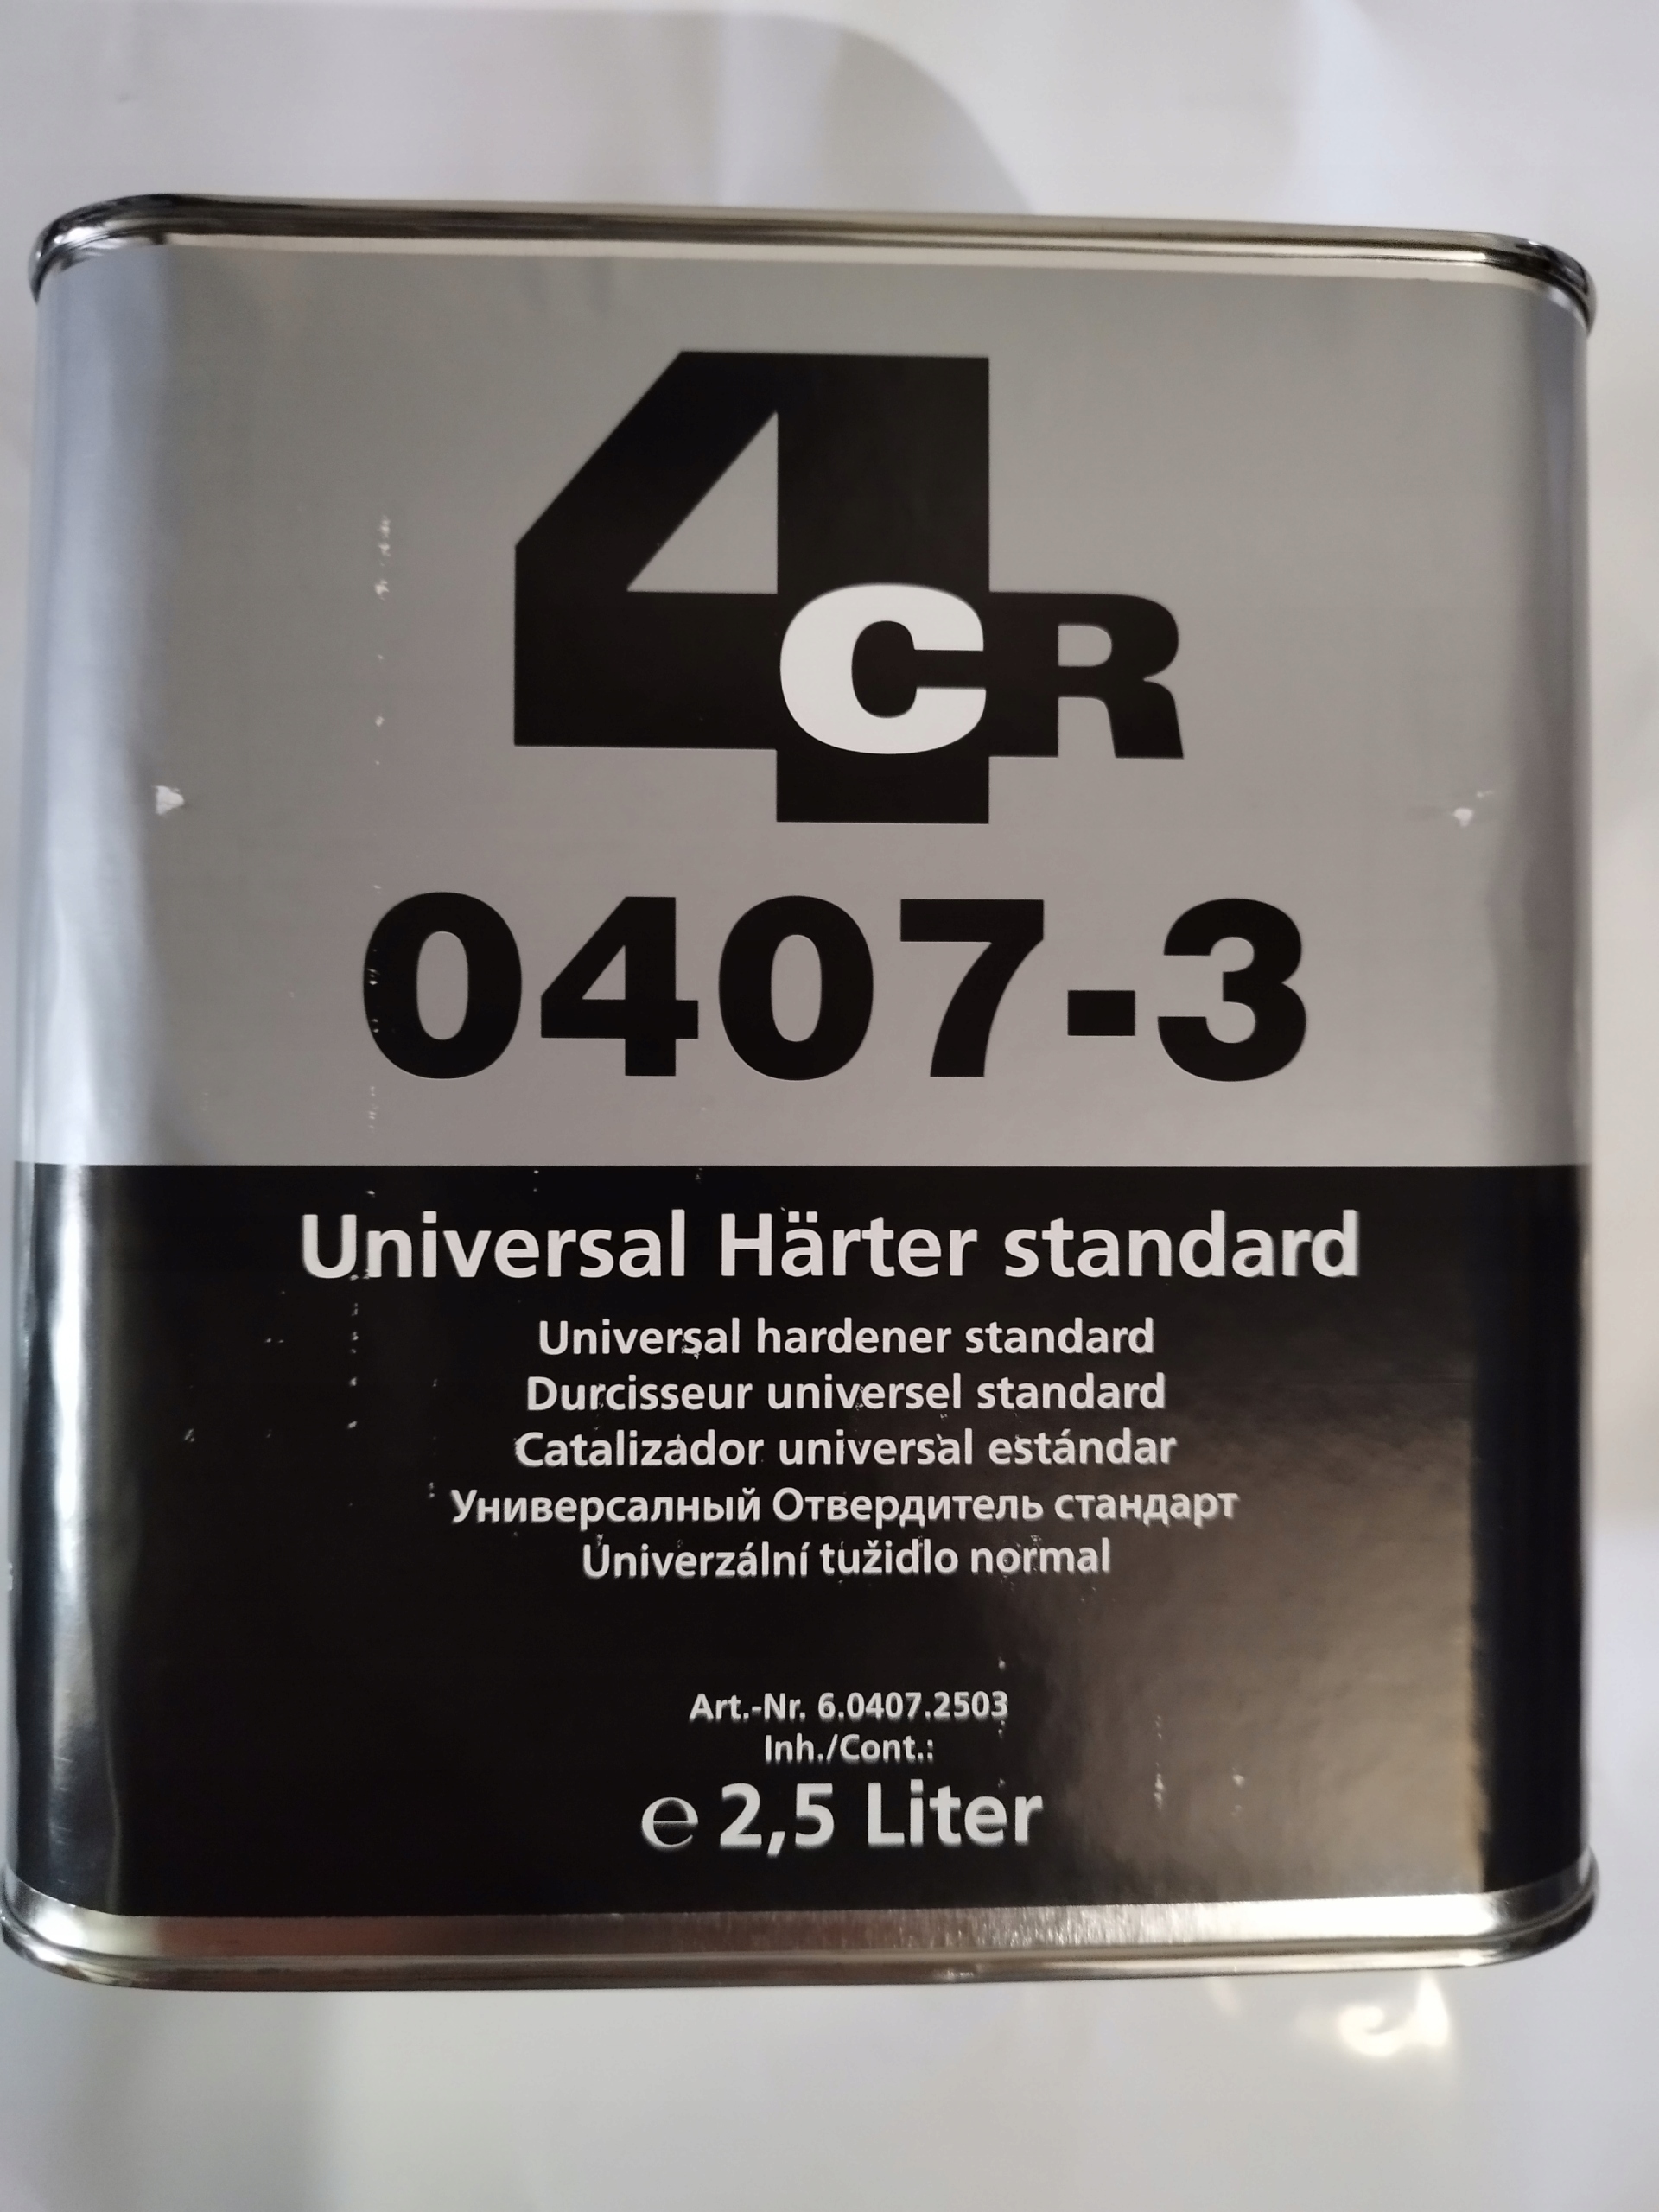 4CR
0407-3
Universal Härter standard
Universal hardener standard
Durcisseur universel standard
Catalizador universal estándar
Универсалный Отвердитель стандарт
Univerzální tužidlo normal
Art.-Nr. 6.0407.2503
Inh./Cont.:
℮ 2,5 Liter